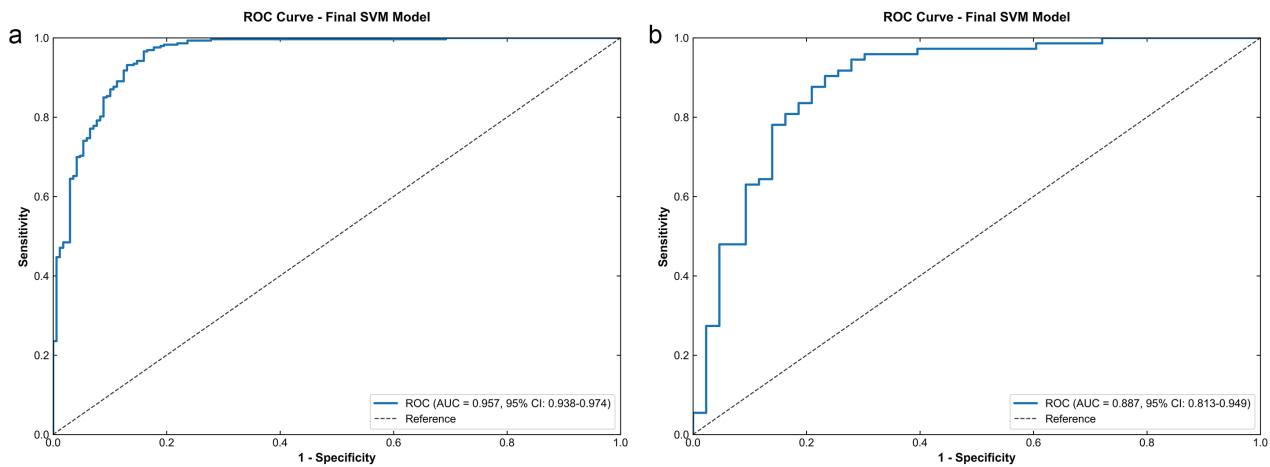 a
ROC Curve - Final SVM Model
1.0
0.8
0.6
0.4
0.2
0.0
Sensitivity
0.0 0.2 0.4 0.6 0.8 1.0
1 - Specificity
ROC (AUC = 0.957, 95% CI: 0.938-0.974)
Reference
b
ROC Curve - Final SVM Model
1.0
0.8
0.6
0.4
0.2
0.0
Sensitivity
0.0 0.2 0.4 0.6 0.8 1.0
1 - Specificity
ROC (AUC = 0.887, 95% CI: 0.813-0.949)
Reference